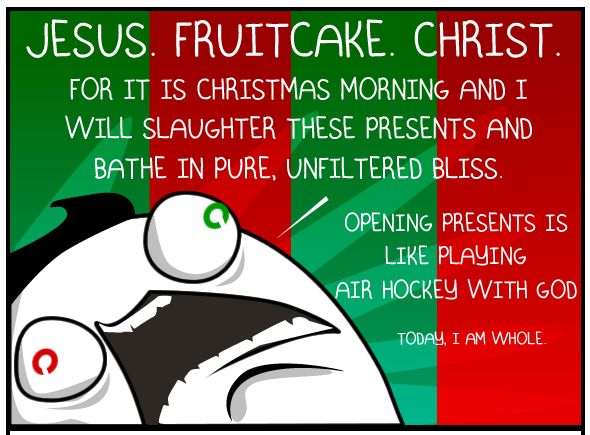 JESUS. FRUITCAKE. CHRIST.
FOR IT IS CHRISTMAS MORNING AND I
WILL SLAUGHTER THESE PRESENTS AND
BATHE IN PURE, UNFILTERED BLISS.
OPENING PRESENTS IS
LIKE PLAYING
AIR HOCKEY WITH GOD
TODAY, I AM WHOLE.